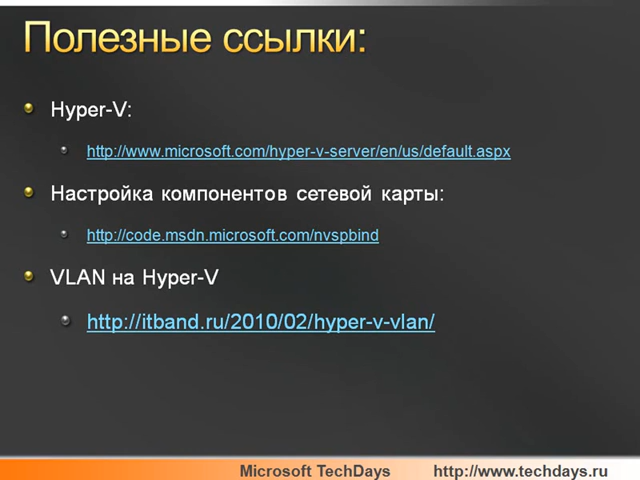 Полезные ссылки:
Hyper-V:
http://www.microsoft.com/hyper-v-server/en/us/default.aspx
Настройка компонентов сетевой карты:
http://code.msdn.microsoft.com/nvspbind
VLAN на Hyper-V
http://itband.ru/2010/02/hyper-v-vlan/
Microsoft TechDays http://www.techdays.ru